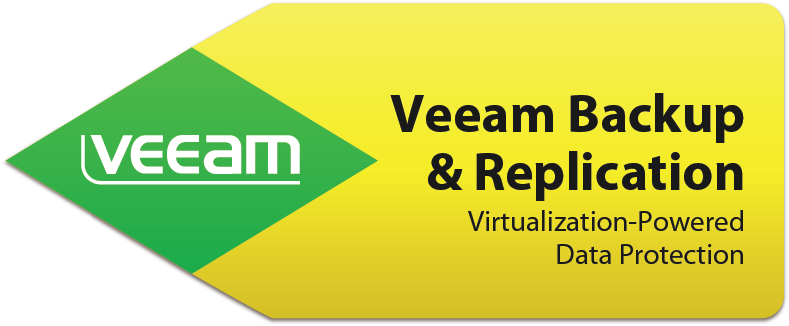 veeam
Veeam Backup
& Replication
Virtualization-Powered
Data Protection